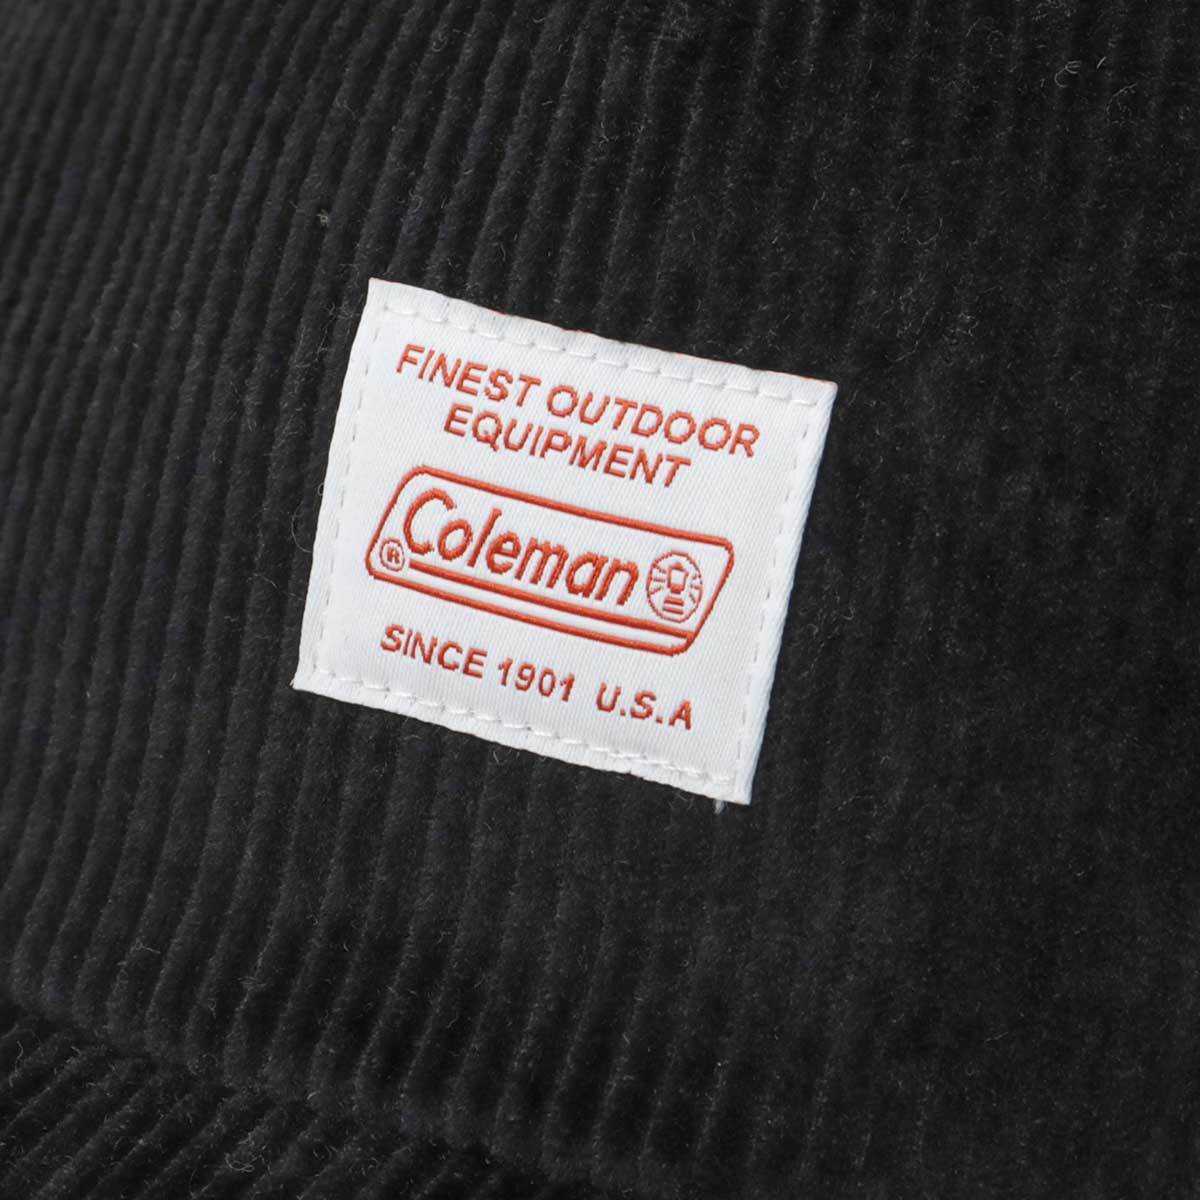 FINEST OUTDOOR
EQUIPMENT
Coleman
®
SINCE 1901 U.S.A